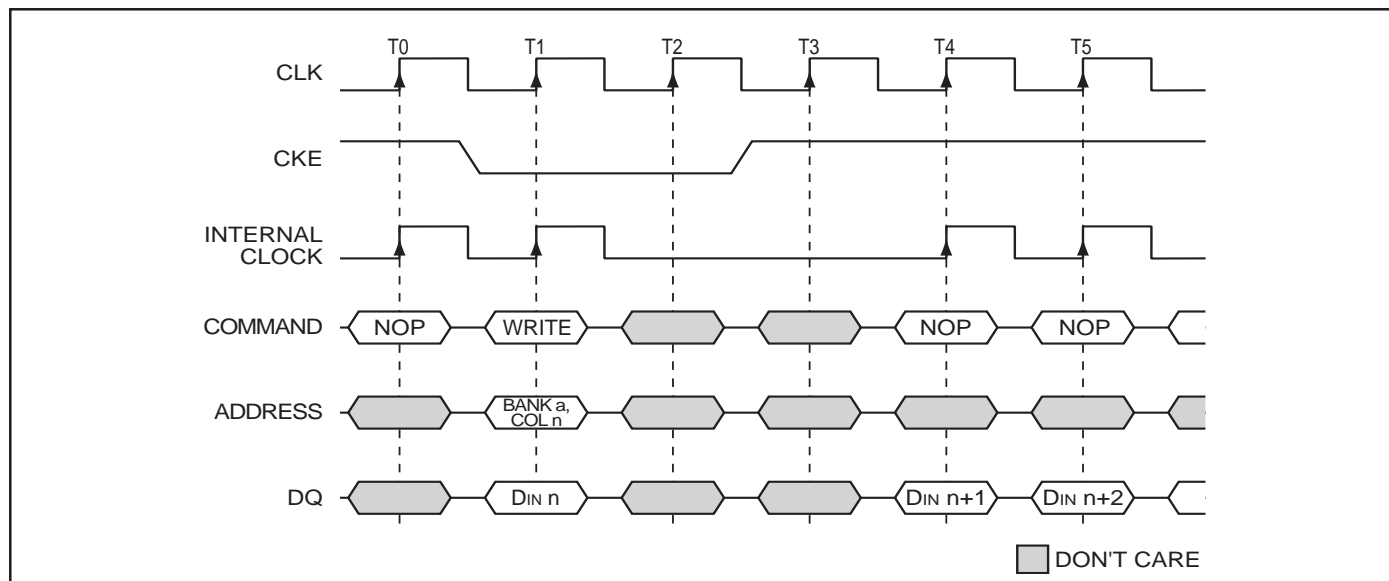 T0 T1 T2 T3 T4 T5
CLK
CKE
INTERNAL
CLOCK
COMMAND NOP WRITE NOP NOP
ADDRESS BANK a,
COL n
DQ DIN n DIN n+1 DIN n+2
DON'T CARE